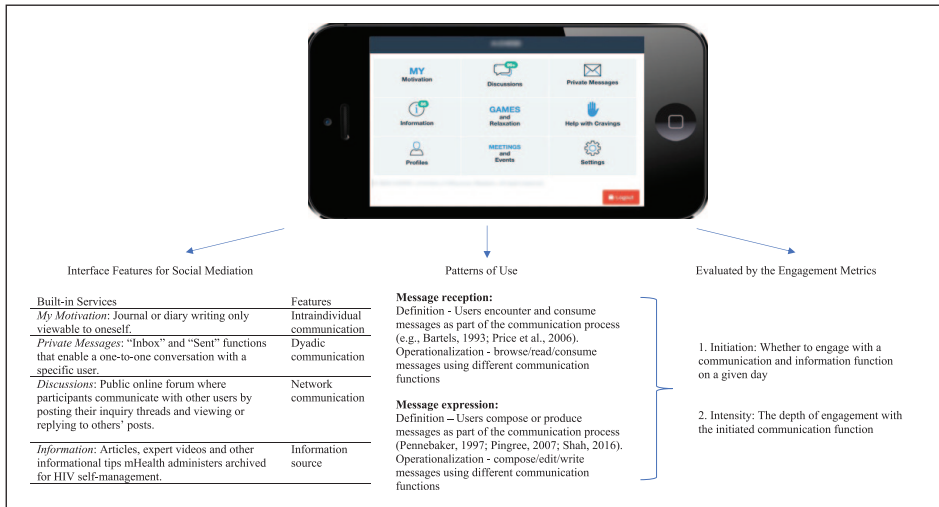 MY
Motivation
Discussions
Private Messages
Information
GAMES
and
Relaxation
Help with Cravings
Profiles
MEETINGS
and
Events
Settings
Logout
Interface Features for Social Mediation
Built-in Services Features
My Motivation: Journal or diary writing only Intraindividual
viewable to oneself. communication
Private Messages: “Inbox” and “Sent” functions Dyadic
that enable a one-to-one conversation with a communication
specific user.
Discussions: Public online forum where Network
participants communicate with other users by communication
posting their inquiry threads and viewing or
replying to others’ posts.
Information: Articles, expert videos and other Information
informational tips mHealth administers archived source
for HIV self-management.
Patterns of Use
Message reception:
Definition - Users encounter and consume
messages as part of the communication process
(e.g., Bartels, 1993; Price et al., 2006).
Operationalization - browse/read/consume
messages using different communication
functions
Message expression:
Definition – Users compose or produce
messages as part of the communication process
(Pennebaker, 1997; Pingree, 2007; Shah, 2016).
Operationalization - compose/edit/write
messages using different communication
functions
Evaluated by the Engagement Metrics
1. Initiation: Whether to engage with a
communication and information function
on a given day
2. Intensity: The depth of engagement with
the initiated communication function